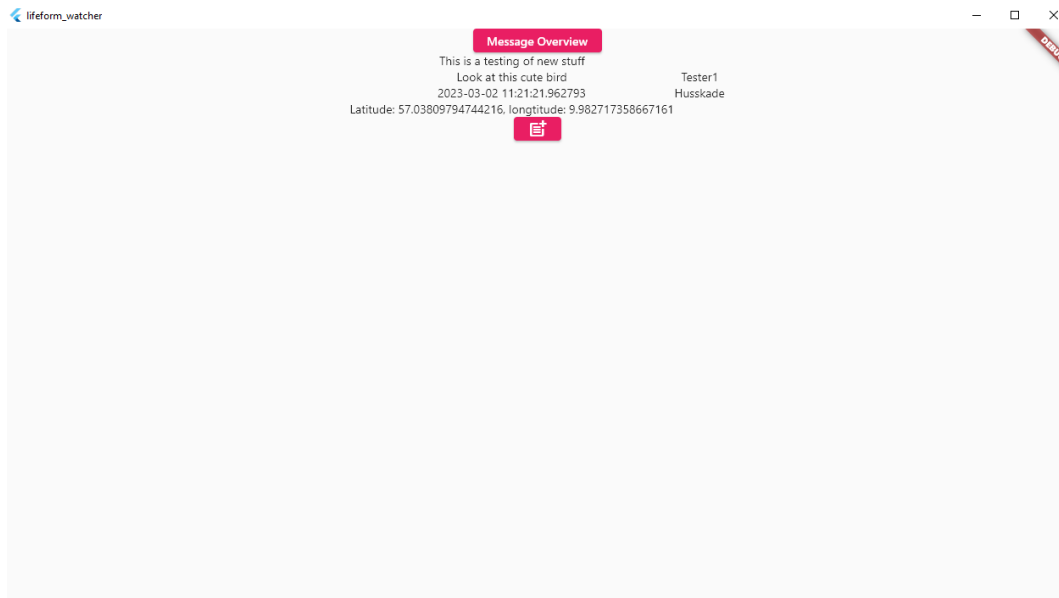 lifeform_watcher
Message Overview
This is a testing of new stuff
Look at this cute bird
Tester1
2023-03-02 11:21:21.962793
Husskade
Latitude: 57.03809794744216, longtitude: 9.982717358667161